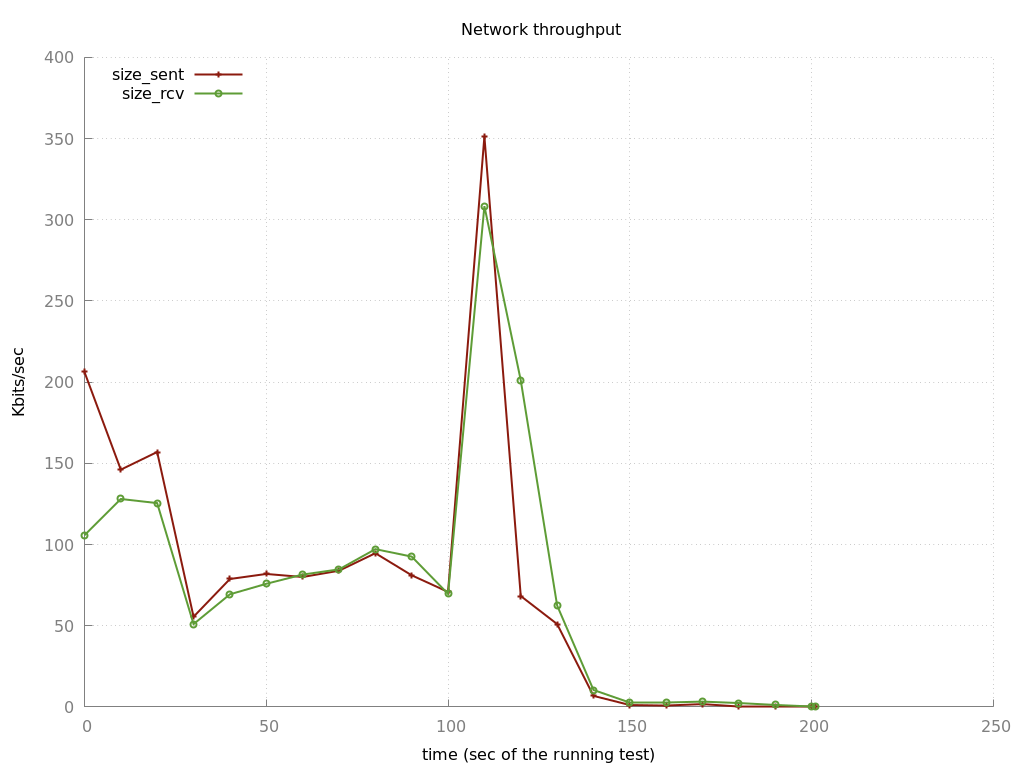 Network throughput
400
size_sent
size_rcv
350
300
250
Kbits/sec
200
150
100
50
0
0 50 100 150 200 250
time (sec of the running test)